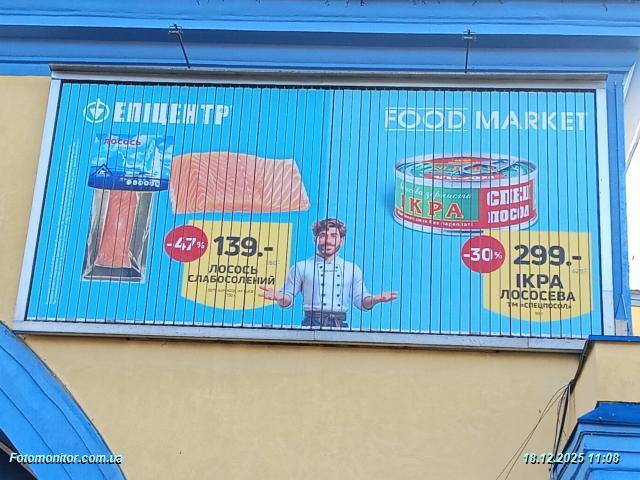 ЕПІЦЕНТР
FOOD MARKET
ЛОСОСЬ
ІКРА
СПЕЦ
ПОСОЛ
-47%
139.-
ЛОСОСЬ
СЛАБОСОЛЕНИЙ
-30%
299.-
ІКРА
ЛОСОСЕВА
ТМ «СПЕЦПОСОЛ»
Fotomonitor.com.ua
18.12.2025 11:08